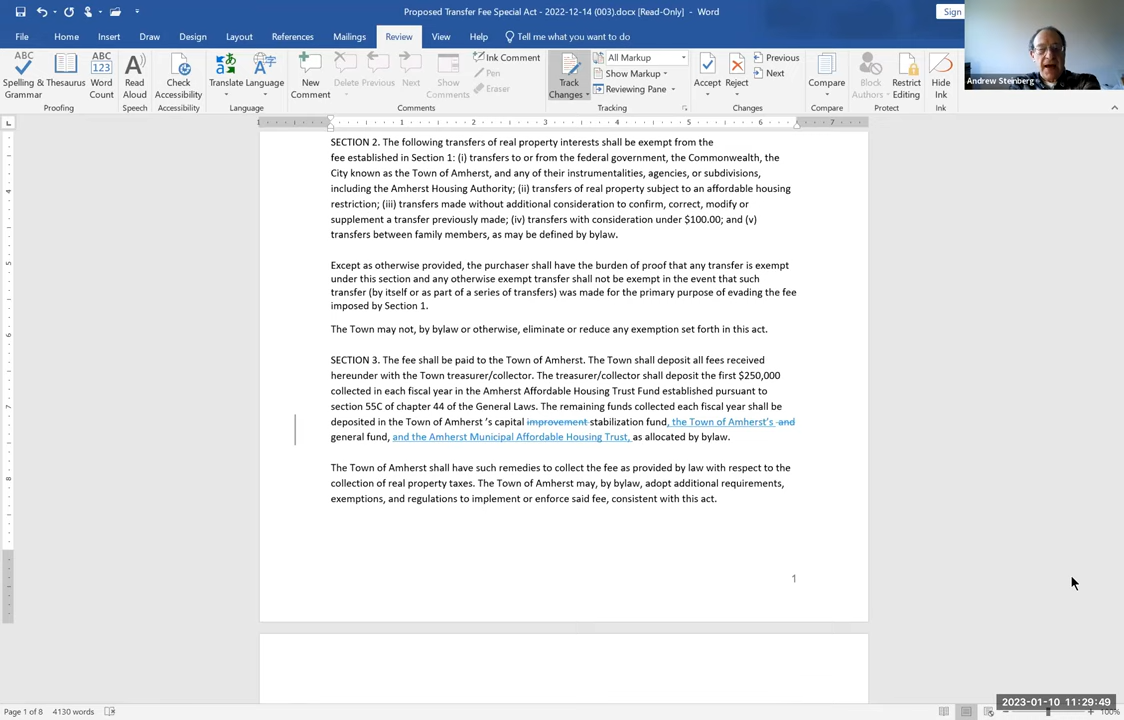 Proposed Transfer Fee Special Act - 2022-12-14 (003).docx [Read-Only] - Word
Sign
File Home Insert Draw Design Layout References Mailings Review View Help Tell me what you want to do
Spelling & Grammar
Thesaurus
Word Count
Read Aloud
Check Accessibility
Translate
Language
New Comment
Delete
Previous
Next
Show Comments
Ink Comment
Pen
Eraser
Track Changes
All Markup
Show Markup
Reviewing Pane
Accept
Reject
Previous
Next
Compare
Block Authors
Restrict Editing
Hide Ink
Andrew Steinberg
Proofing Speech Accessibility Language Comments Tracking Changes Compare Protect Ink
SECTION 2. The following transfers of real property interests shall be exempt from the
fee established in Section 1: (i) transfers to or from the federal government, the Commonwealth, the
City known as the Town of Amherst, and any of their instrumentalities, agencies, or subdivisions,
including the Amherst Housing Authority; (ii) transfers of real property subject to an affordable housing
restriction; (iii) transfers made without additional consideration to confirm, correct, modify or
supplement a transfer previously made; (iv) transfers with consideration under $100.00; and (v)
transfers between family members, as may be defined by bylaw.
Except as otherwise provided, the purchaser shall have the burden of proof that any transfer is exempt
under this section and any otherwise exempt transfer shall not be exempt in the event that such
transfer (by itself or as part of a series of transfers) was made for the primary purpose of evading the fee
imposed by Section 1.
The Town may not, by bylaw or otherwise, eliminate or reduce any exemption set forth in this act.
SECTION 3. The fee shall be paid to the Town of Amherst. The Town shall deposit all fees received
hereunder with the Town treasurer/collector. The treasurer/collector shall deposit the first $250,000
collected in each fiscal year in the Amherst Affordable Housing Trust Fund established pursuant to
section 55C of chapter 44 of the General Laws. The remaining funds collected each fiscal year shall be
deposited in the Town of Amherst 's capital improvement stabilization fund, the Town of Amherst's and
general fund, and the Amherst Municipal Affordable Housing Trust, as allocated by bylaw.
The Town of Amherst shall have such remedies to collect the fee as provided by law with respect to the
collection of real property taxes. The Town of Amherst may, by bylaw, adopt additional requirements,
exemptions, and regulations to implement or enforce said fee, consistent with this act.
1
2023-01-10 11:29:49
Page 1 of 8 4130 words
100%